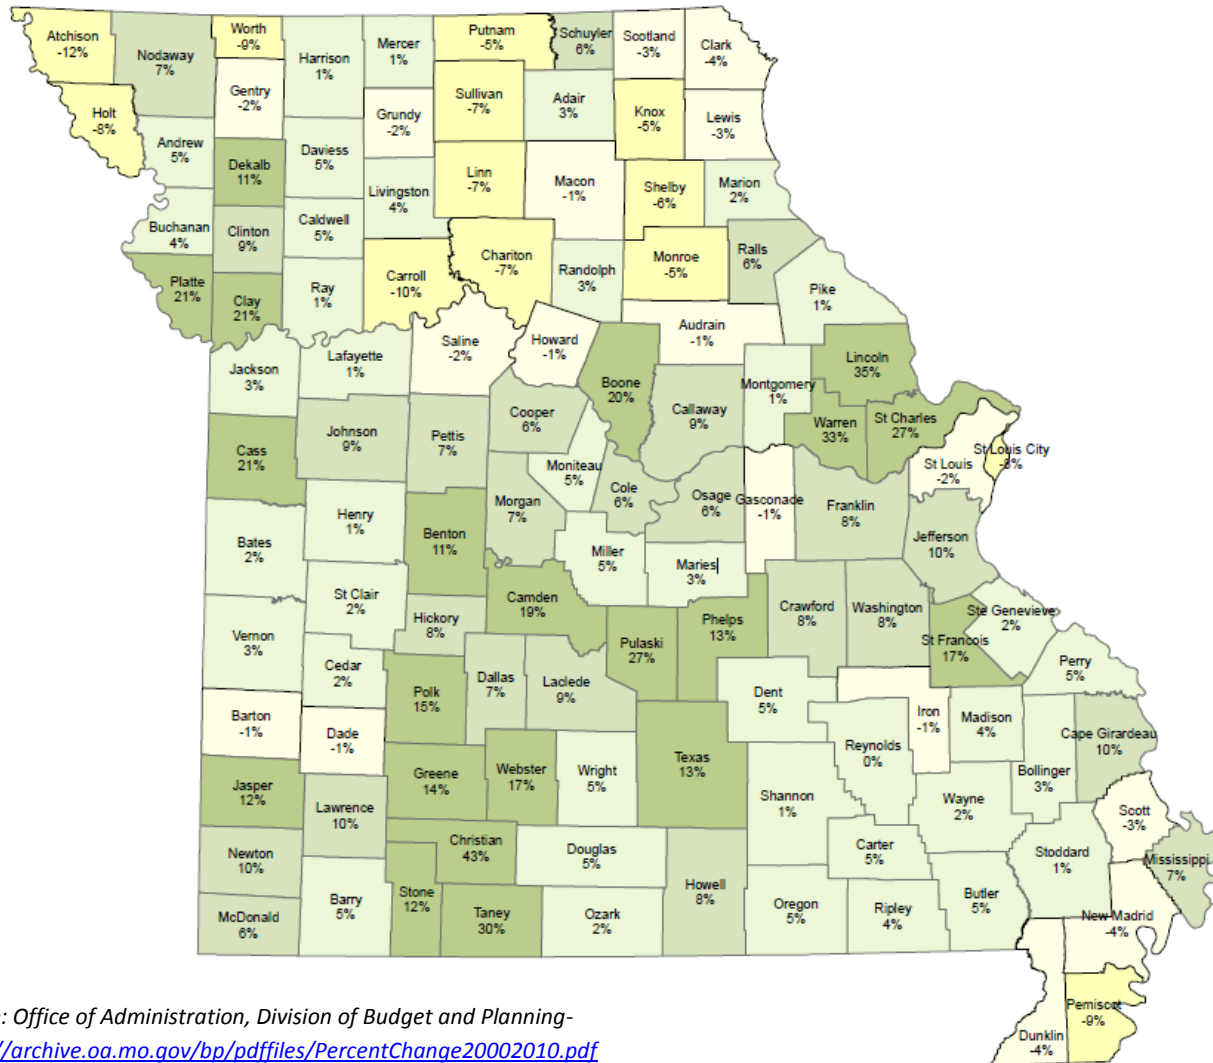 Atchison
-12%
Nodaway
7%
Worth
-9%
Harrison
1%
Mercer
1%
Putnam
-5%
Schuyler
6%
Scotland
-3%
Clark
-4%
Holt
-8%
Gentry
-2%
Grundy
-2%
Sullivan
-7%
Adair
3%
Knox
-5%
Lewis
-3%
Andrew
5%
Dekalb
11%
Daviess
5%
Livingston
4%
Linn
-7%
Macon
-1%
Shelby
-6%
Marion
2%
Buchanan
4%
Clinton
9%
Caldwell
5%
Carroll
-10%
Chariton
-7%
Randolph
3%
Monroe
-5%
Ralls
6%
Platte
21%
Clay
21%
Ray
1%
Pike
1%
Jackson
3%
Lafayette
1%
Saline
-2%
Howard
-1%
Boone
20%
Audrain
-1%
Callaway
9%
Montgomery
1%
Lincoln
35%
Warren
33%
St Charles
27%
St Louis City
-8%
St Louis
-2%
Cass
21%
Johnson
9%
Pettis
7%
Cooper
6%
Moniteau
5%
Cole
6%
Osage
6%
Gasconade
-1%
Franklin
8%
Jefferson
10%
Bates
2%
Henry
1%
Benton
11%
Morgan
7%
Miller
5%
Maries
3%
St Clair
2%
Hickory
8%
Camden
19%
Pulaski
27%
Phelps
13%
Crawford
8%
Washington
8%
St Francois
17%
Ste Genevieve
2%
Perry
5%
Vernon
3%
Cedar
2%
Polk
15%
Dallas
7%
Laclede
9%
Dent
5%
Iron
-1%
Madison
4%
Bollinger
3%
Cape Girardeau
10%
Barton
-1%
Dade
-1%
Greene
14%
Webster
17%
Wright
5%
Texas
13%
Shannon
1%
Reynolds
0%
Wayne
2%
Scott
-3%
Jasper
12%
Lawrence
10%
Christian
43%
Douglas
5%
Howell
8%
Carter
5%
Stoddard
1%
Mississippi
7%
Newton
10%
McDonald
6%
Barry
5%
Stone
12%
Taney
30%
Ozark
2%
Oregon
5%
Ripley
4%
Butler
5%
New Madrid
-4%
Pemiscot
-9%
Dunklin
-4%
: Office of Administration, Division of Budget and Planning-
//archive.oa.mo.gov/bp/pdffiles/PercentChange20002010.pdf